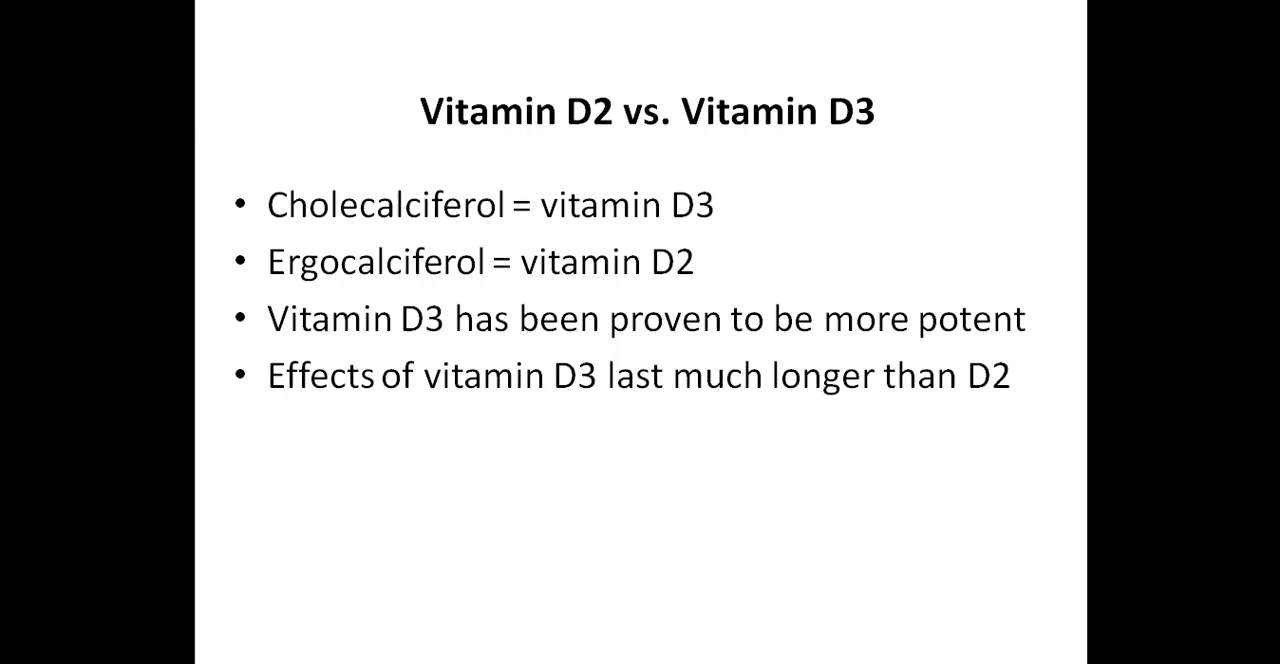 Vitamin D2 vs. Vitamin D3
• Cholecalciferol = vitamin D3
• Ergocalciferol = vitamin D2
• Vitamin D3 has been proven to be more potent
• Effects of vitamin D3 last much longer than D2